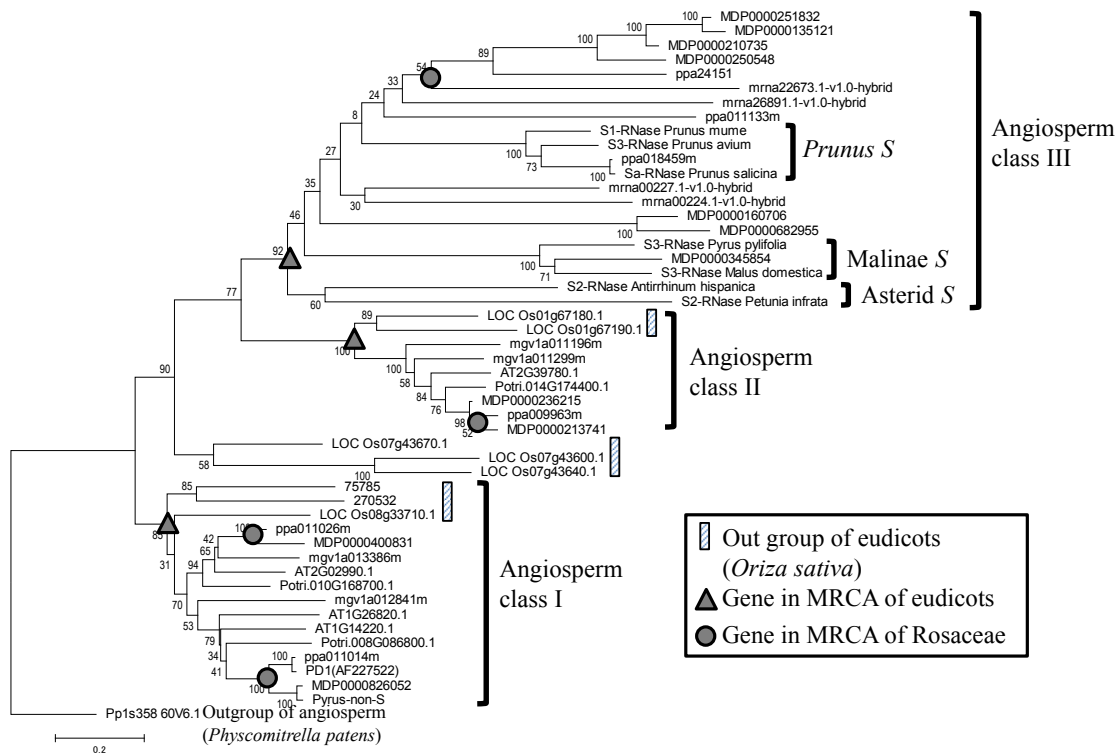 MDP0000251832
100
MDP0000135121
100
100
MDP0000210735
89
MDP0000250548
54
ppa24151
33
mrna22673.1-v1.0-hybrid
24
mrna26891.1-v1.0-hybrid
8
ppa011133m
S1-RNase Prunus mume
S3-RNase Prunus avium
100
27
ppa018459m
73
100
Sa-RNase Prunus salicina
Prunus S
Angiosperm
class III
35
mrna00227.1-v1.0-hybrid
30
mrna00224.1-v1.0-hybrid
46
MDP0000160706
100
MDP0000682955
92
S3-RNase Pyrus pylifolia
100
MDP0000345854
71
S3-RNase Malus domestica
Malinae S
77
S2-RNase Antirrhinum hispanica
60
S2-RNase Petunia infrata
Asterid S
89
LOC Os01g67180.1
100
LOC Os01g67190.1
mgv1a011196m
100
mgv1a011299m
58
AT2G39780.1
84
Potri.014G174400.1
76
MDP0000236215
98
ppa009963m
52
MDP0000213741
Angiosperm
class II
90
LOC Os07g43670.1
58
LOC Os07g43600.1
100
LOC Os07g43640.1
85
75785
270532
85
LOC Os08g33710.1
31
100
ppa011026m
42
MDP0000400831
65
mgv1a013386m
94
AT2G02990.1
Potri.010G168700.1
70
mgv1a012841m
53
AT1G26820.1
79
AT1G14220.1
34
Potri.008G086800.1
41
100
ppa011014m
PD1(AF227522)
100
MDP0000826052
100
Pyrus-non-S
Angiosperm
class I
Pp1s358 60V6.1
Outgroup of angiosperm
(Physcomitrella patens)
0.2
Out group of eudicots
(Oriza sativa)
Gene in MRCA of eudicots
Gene in MRCA of Rosaceae